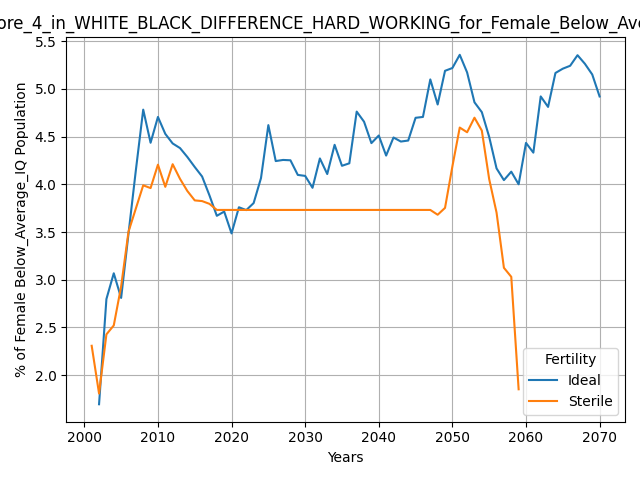 ore_4_in_WHITE_BLACK_DIFFERENCE_HARD_WORKING_for_Female_Below_Ave
% of Female Below_Average_IQ Population
5.5
5.0
4.5
4.0
3.5
3.0
2.5
2.0
Fertility
Ideal
Sterile
2000 2010 2020 2030 2040 2050 2060 2070
Years